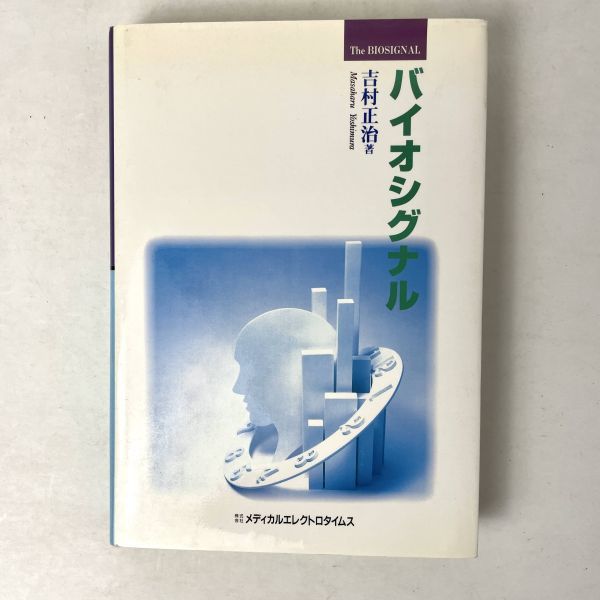 The BIOSIGNAL
バイオシグナル
吉村正治 著
Masaharu Yoshimura
株式会社 メディカルエレクトロタイムス